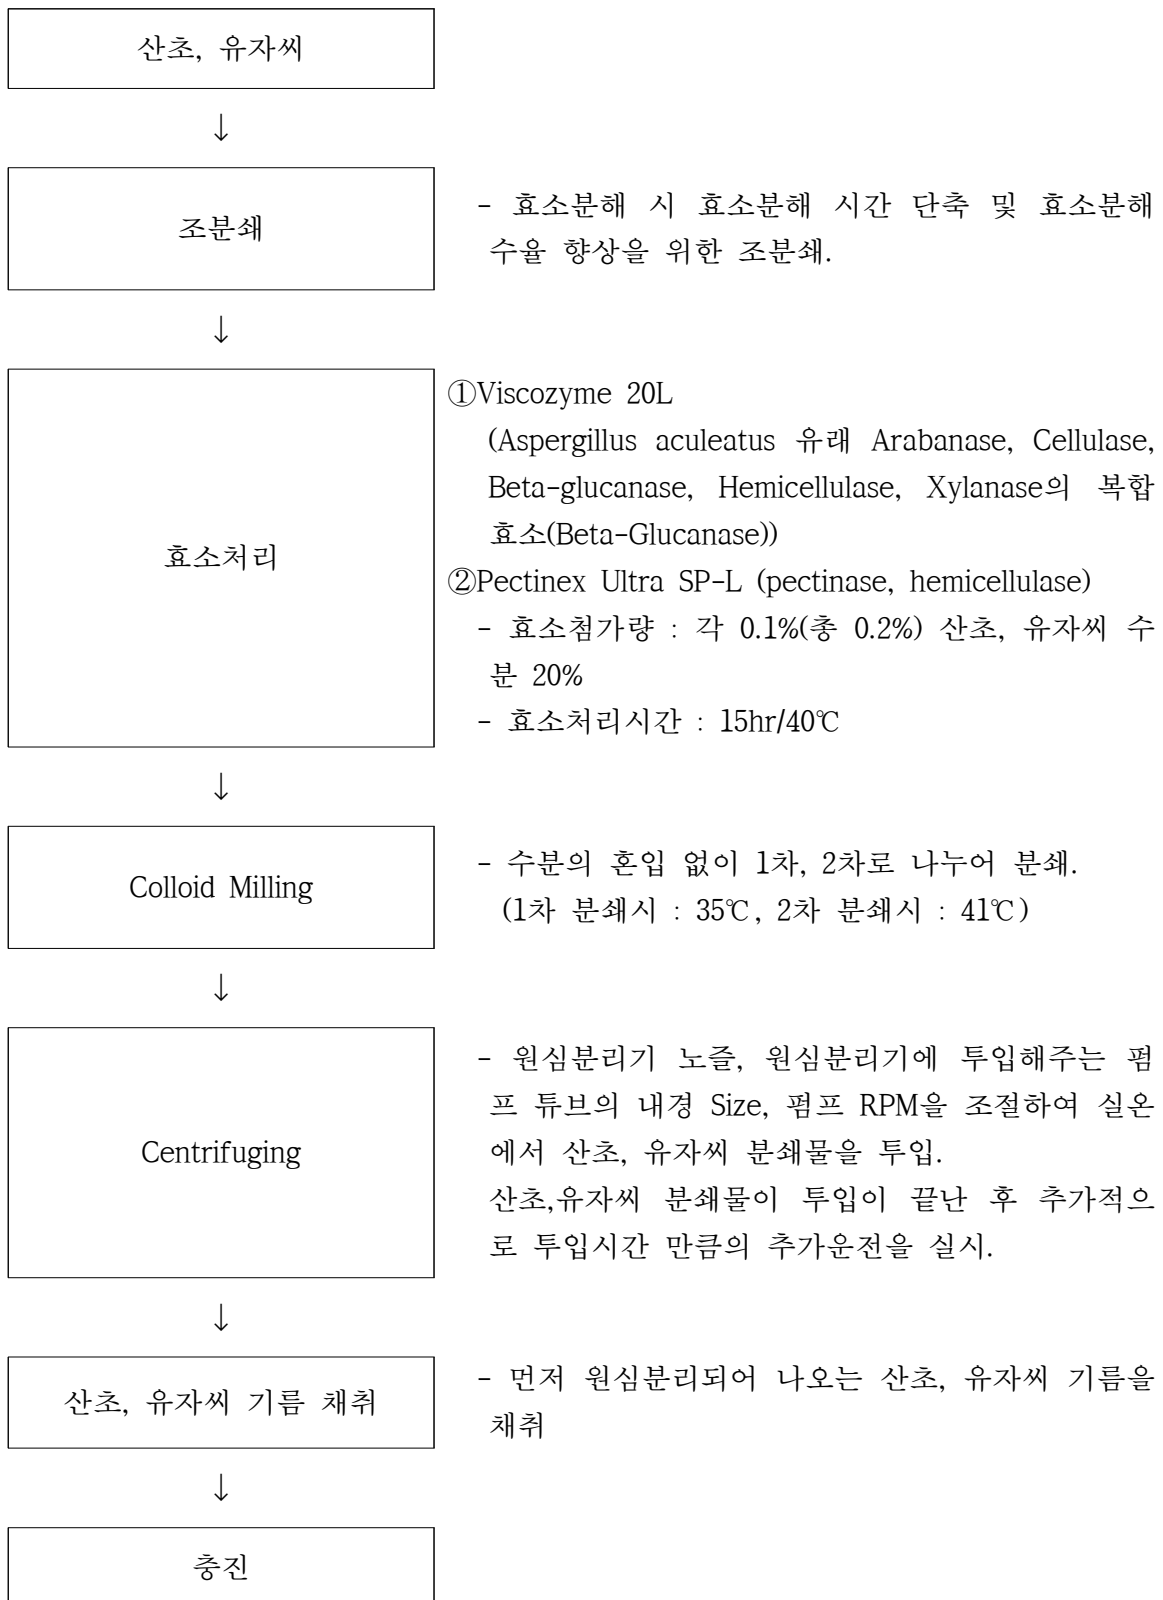 산초, 유자씨
↓
조분쇄
- 효소분해 시 효소분해 시간 단축 및 효소분해
수율 향상을 위한 조분쇄.
↓
효소처리
①Viscozyme 20L
(Aspergillus aculeatus 유래 Arabanase, Cellulase,
Beta-glucanase, Hemicellulase, Xylanase의 복합
효소(Beta-Glucanase))
②Pectinex Ultra SP-L (pectinase, hemicellulase)
- 효소첨가량 : 각 0.1%(총 0.2%) 산초, 유자씨 수
분 20%
- 효소처리시간 : 15hr/40℃
↓
Colloid Milling
- 수분의 혼입 없이 1차, 2차로 나누어 분쇄.
(1차 분쇄시 : 35℃, 2차 분쇄시 : 41℃)
↓
Centrifuging
- 원심분리기 노즐, 원심분리기에 투입해주는 펌
프 튜브의 내경 Size, 펌프 RPM을 조절하여 실온
에서 산초, 유자씨 분쇄물을 투입.
산초,유자씨 분쇄물이 투입이 끝난 후 추가적으
로 투입시간 만큼의 추가운전을 실시.
↓
산초, 유자씨 기름 채취
- 먼저 원심분리되어 나오는 산초, 유자씨 기름을
채취
↓
충진